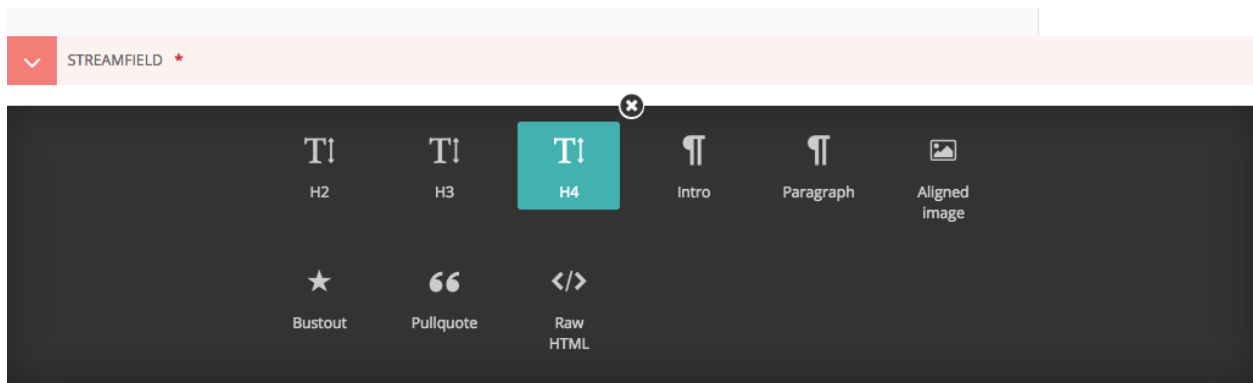 STREAMFIELD *
H2
H3
H4
Intro
Paragraph
Aligned
image
Bustout
Pullquote
Raw
HTML